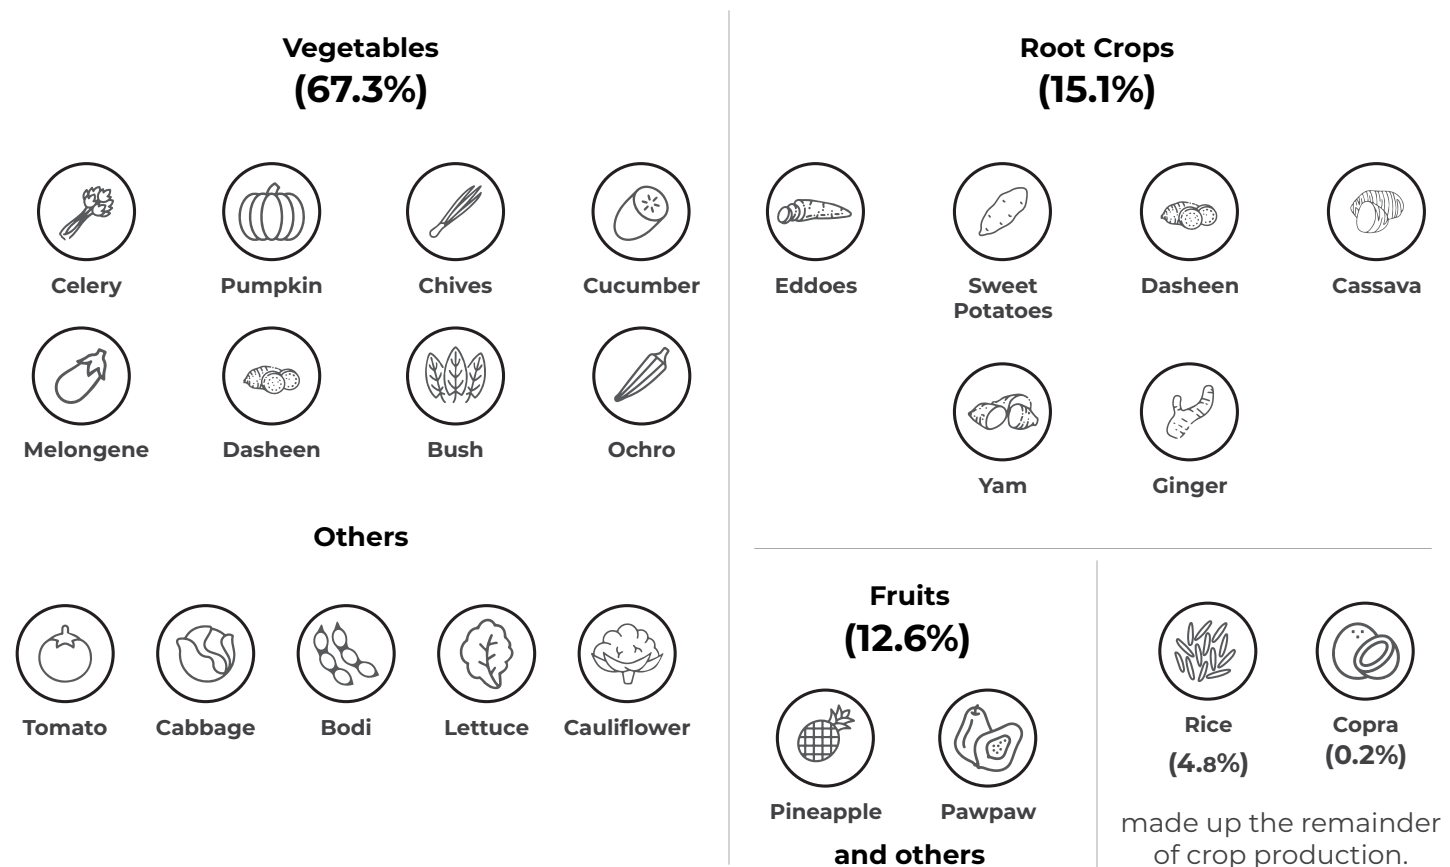 Vegetables
(67.3%)
Celery
Pumpkin
Chives
Cucumber
Melongene
Dasheen
Bush
Ochro
Others
Tomato
Cabbage
Bodi
Lettuce
Cauliflower
Root Crops
(15.1%)
Eddoes
Sweet
Potatoes
Dasheen
Cassava
Yam
Ginger
Fruits
(12.6%)
Pineapple
Pawpaw
and others
Rice
(4.8%)
Copra
(0.2%)
made up the remainder
of crop production.